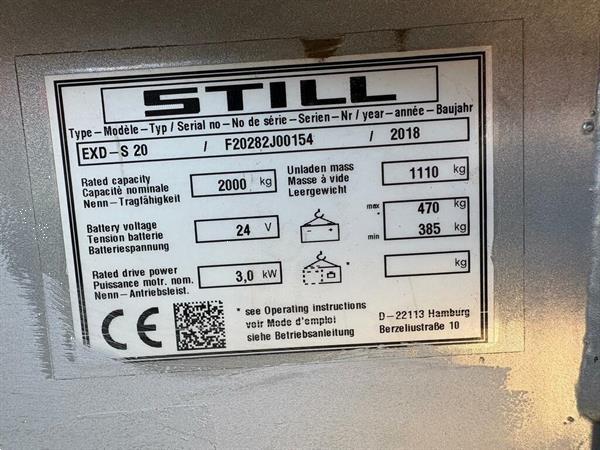 STILL
Type – Modèle – Typ / Serial no – No de série – Serien – Nr / year – année – Baujahr
EXD – S 20 / F20282J00154 / 2018
Rated capacity
Capacité nominale
Nenn – Tragfähigkeit
2000 kg
Unladen mass
Masse à vide
Leergewicht
1110 kg
Battery voltage
Tension batterie
Batteriespannung
24 V
max 470 kg
*
min 385 kg
Rated drive power
Puissance motr. nom.
Nenn – Antriebsleist.
3,0 kW
kg
CE
* see Operating instructions
voir Mode d'emploi
siehe Betriebsanleitung
D – 22113 Hamburg
Berzeliustraße 10